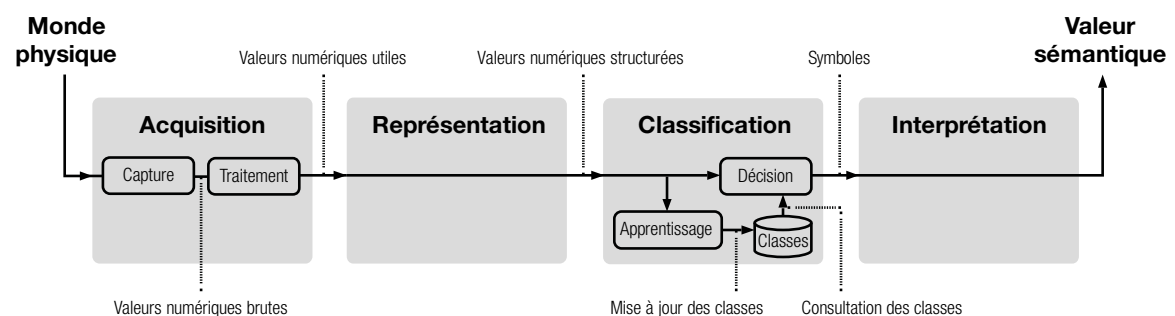 Monde
physique
Valeur
sémantique
Valeurs numériques utiles
Valeurs numériques structurées
Symboles
Acquisition
Représentation
Classification
Interprétation
Capture
Traitement
Décision
Apprentissage
Classes
Valeurs numériques brutes
Mise à jour des classes
Consultation des classes